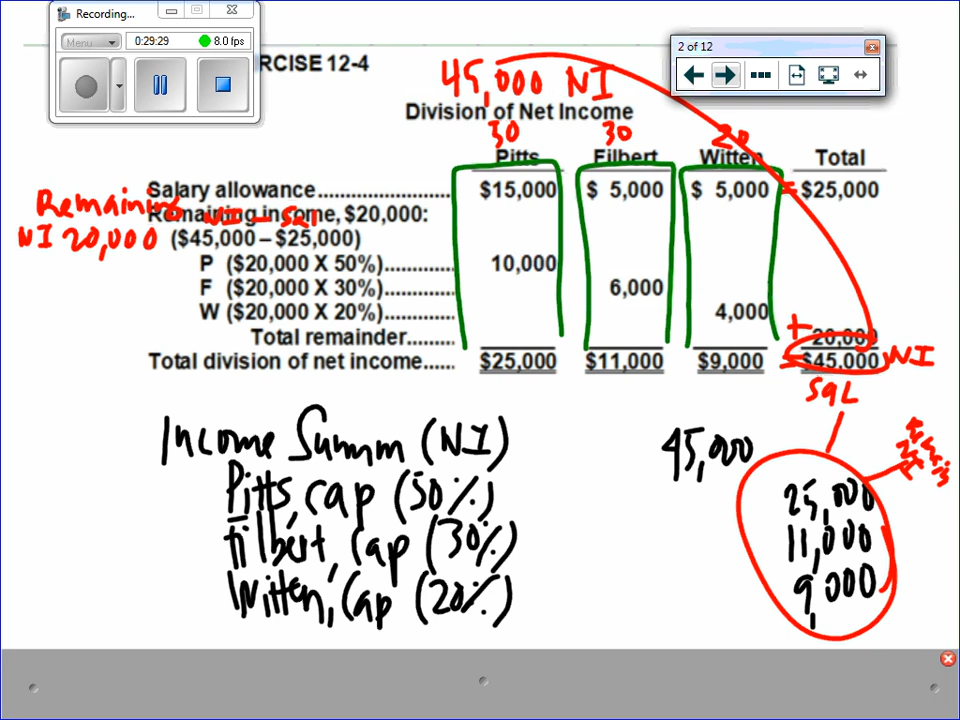 Recording...
Menu
0:29:29
8.0 fps
2 of 12
RCISE 12-4
45,000 NI
Division of Net Income
30 30 20
Pitts Filbert Witten Total
Salary allowance $15,000 $ 5,000 $ 5,000 = $25,000
Remaining
Remaining income, $20,000:
NI - Sal
NI 20,000
($45,000 – $25,000)
P ($20,000 X 50%) 10,000
F ($20,000 X 30%) 6,000
W ($20,000 X 20%) 4,000
Total remainder + 20,000
Total division of net income $25,000 $11,000 $9,000 = $45,000 NI
Sal
Income Summ (NI) 45,000
Pitts, cap (50%) 25,000
Filbert, Cap (30%) 11,000
Witten, Cap (20%) 9,000